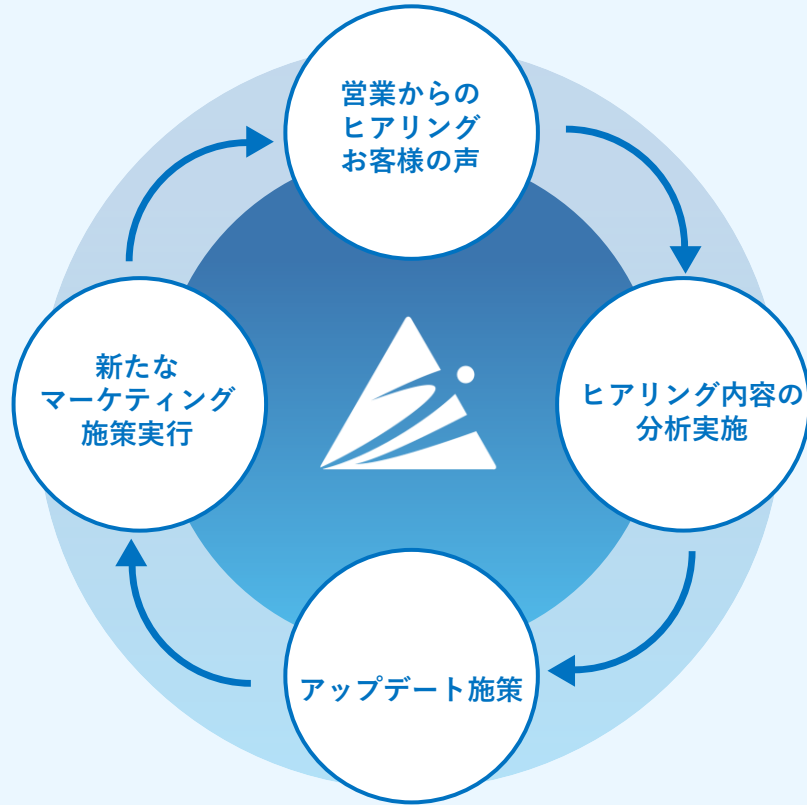 営業からの
ヒアリング
お客様の声
ヒアリング内容の
分析実施
アップデート施策
新たな
マーケティング
施策実行